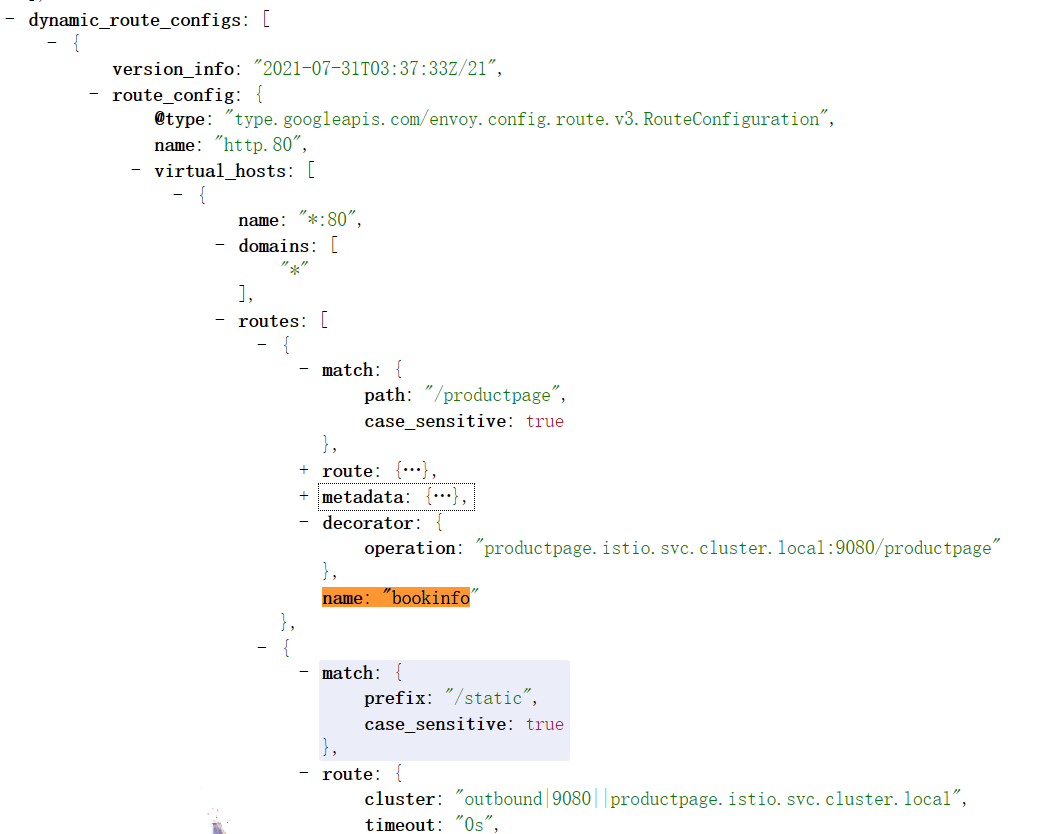 - dynamic_route_configs: [
- {
version_info: "2021-07-31T03:37:33Z/21",
- route_config: {
@type: "type.googleapis.com/envoy.config.route.v3.RouteConfiguration",
name: "http.80",
- virtual_hosts: [
- {
name: "*:80",
- domains: [
"*"
],
- routes: [
- {
- match: {
path: "/productpage",
case_sensitive: true
},
+ route: {…},
+ metadata: {…},
- decorator: {
operation: "productpage.istio.svc.cluster.local:9080/productpage"
},
name: "bookinfo"
},
- {
- match: {
prefix: "/static",
case_sensitive: true
},
- route: {
cluster: "outbound|9080||productpage.istio.svc.cluster.local",
timeout: "0s",